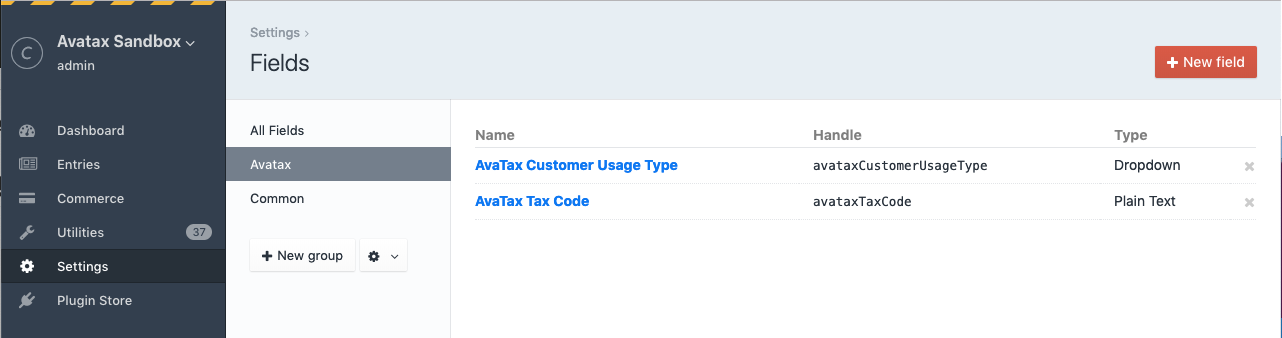 C
Avatax Sandbox
admin
Dashboard
Entries
Commerce
Utilities 37
Settings
Plugin Store
Settings ›
Fields
+ New field
All Fields
Avatax
Common
+ New group
Name Handle Type
AvaTax Customer Usage Type avataxCustomerUsageType Dropdown
AvaTax Tax Code avataxTaxCode Plain Text